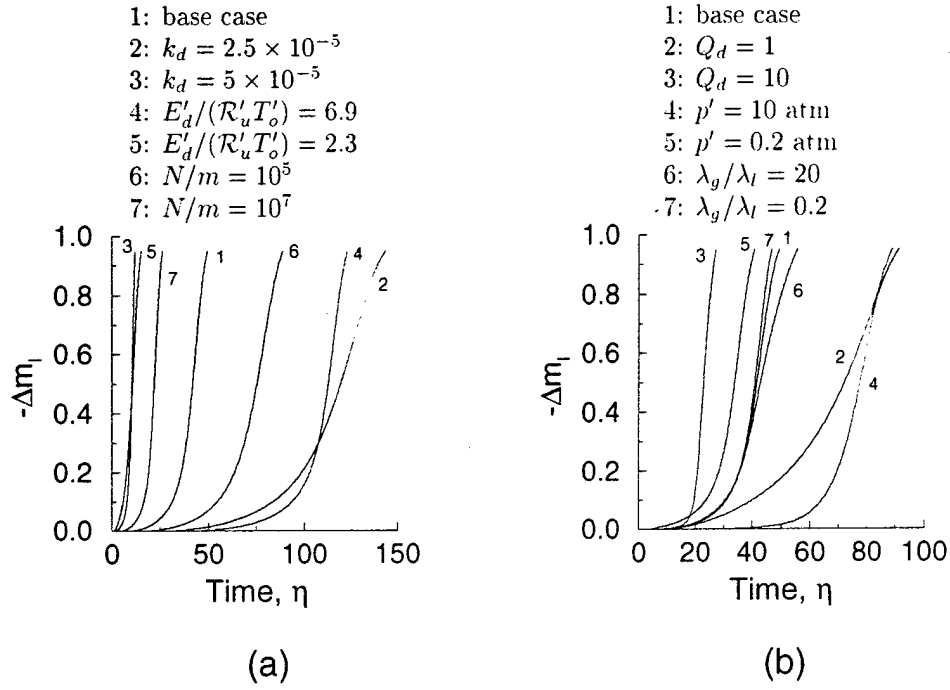 1: base case
2: k_d = 2.5 × 10^{-5}
3: k_d = 5 × 10^{-5}
4: E'_d/(R'_u T'_o) = 6.9
5: E'_d/(R'_u T'_o) = 2.3
6: N/m = 10^5
7: N/m = 10^7
1.0
0.8
0.6
0.4
0.2
0.0
-Δm_l
3
5
7
1
6
4
2
0
50
100
150
Time, η
(a)
1: base case
2: Q_d = 1
3: Q_d = 10
4: p' = 10 atm
5: p' = 0.2 atm
6: λ_g/λ_l = 20
7: λ_g/λ_l = 0.2
1.0
0.8
0.6
0.4
0.2
0.0
-Δm_l
3
5
7
1
6
2
4
0
20
40
60
80
100
Time, η
(b)